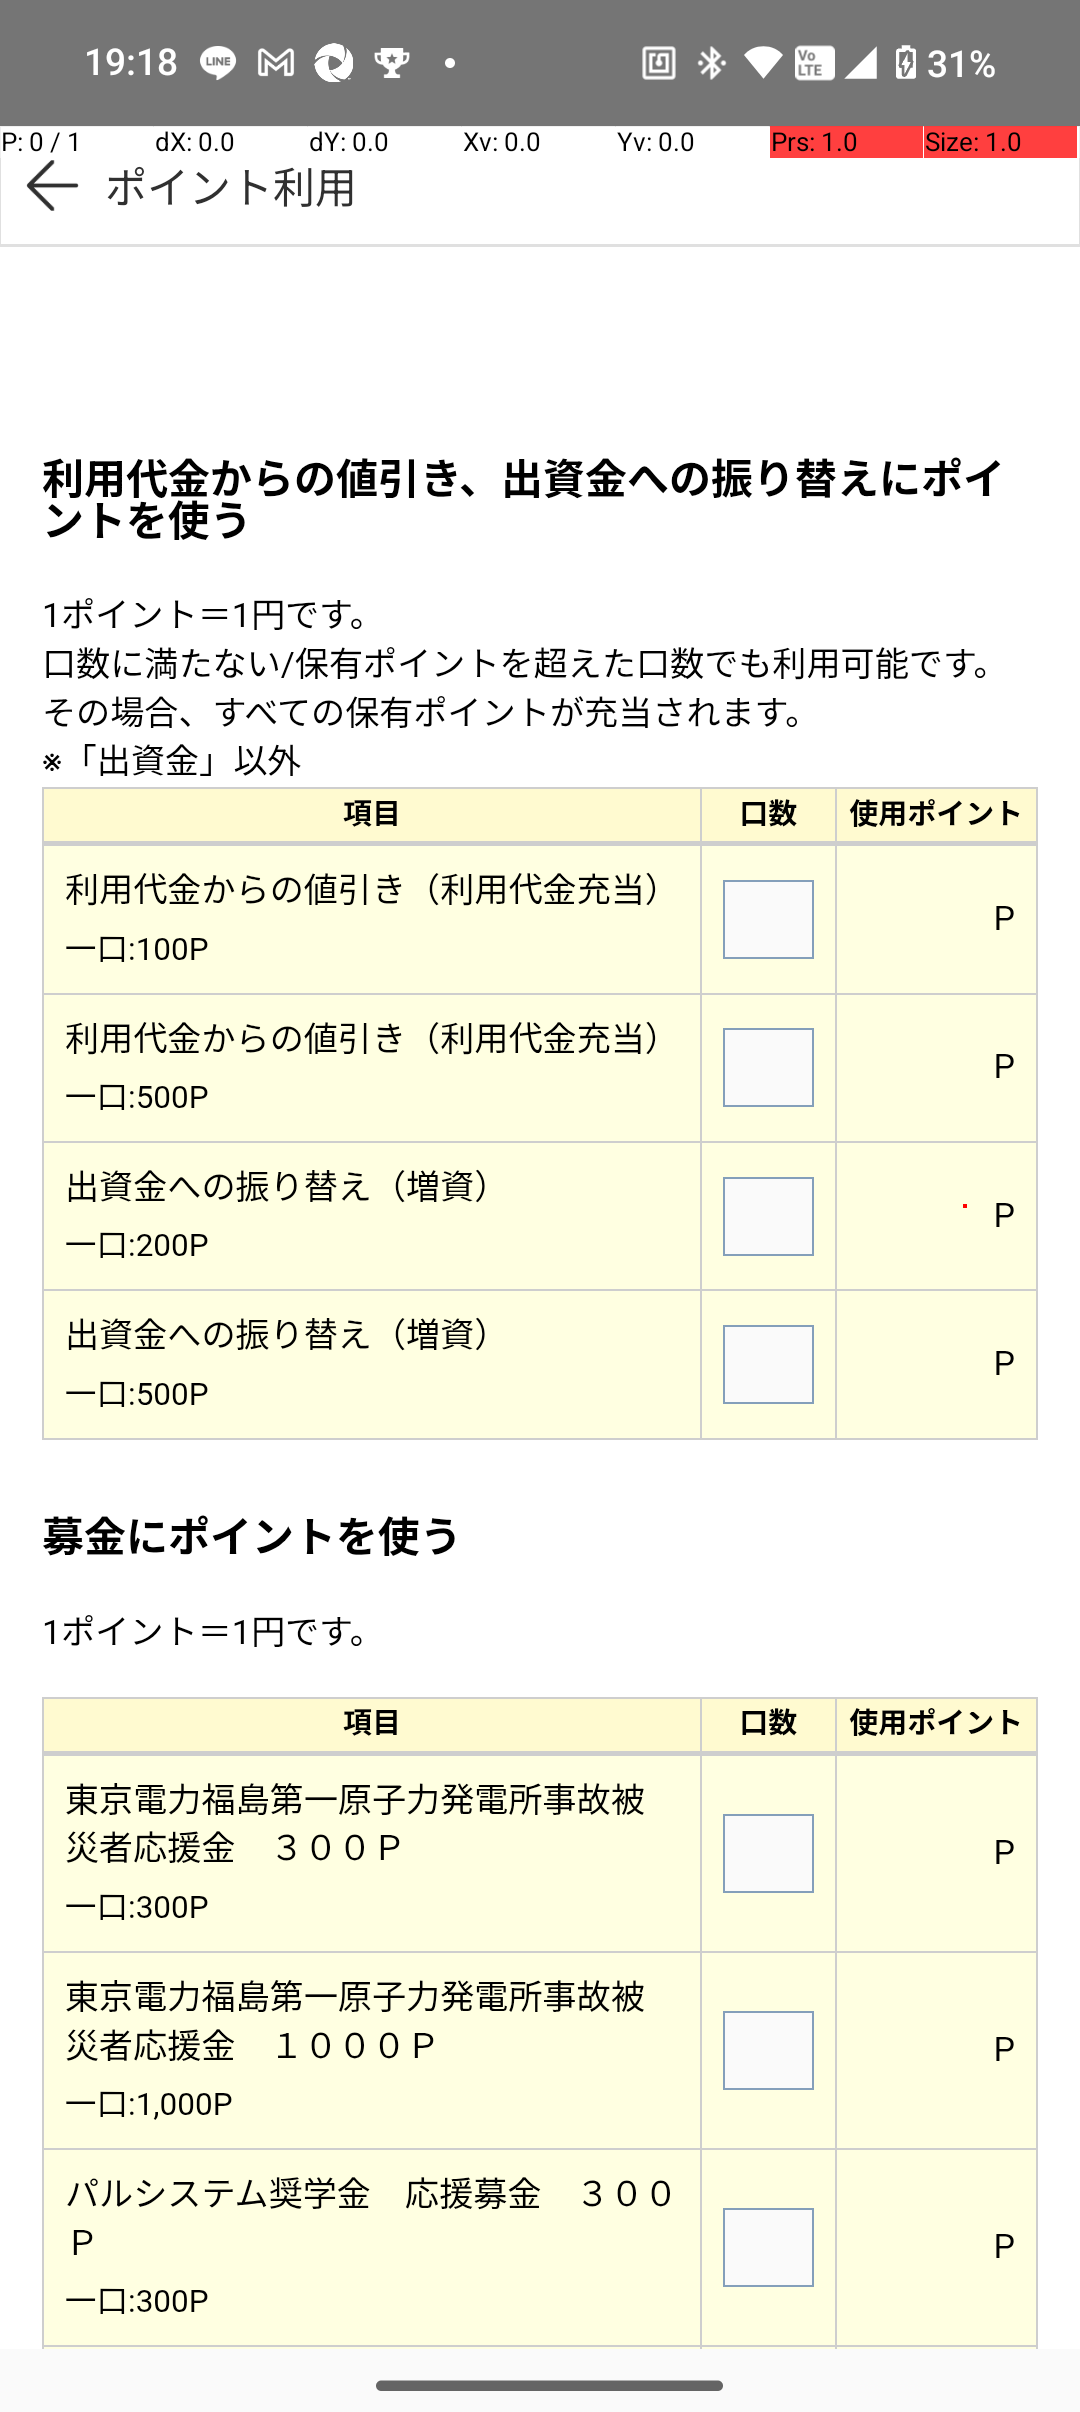 19:18 LINE VoLTE 31%
P: 0 / 1 dX: 0.0 dY: 0.0 Xv: 0.0 Yv: 0.0 Prs: 1.0 Size: 1.0
ポイント利用
利用代金からの値引き、出資金への振り替えにポイ
ントを使う
1ポイント＝1円です。
口数に満たない/保有ポイントを超えた口数でも利用可能です。
その場合、すべての保有ポイントが充当されます。
※「出資金」以外
項目 口数 使用ポイント
利用代金からの値引き（利用代金充当）
一口:100P
P
利用代金からの値引き（利用代金充当）
一口:500P
P
出資金への振り替え（増資）
一口:200P
P
出資金への振り替え（増資）
一口:500P
P
募金にポイントを使う
1ポイント＝1円です。
項目 口数 使用ポイント
東京電力福島第一原子力発電所事故被
災者応援金　３００Ｐ
一口:300P
P
東京電力福島第一原子力発電所事故被
災者応援金　１０００Ｐ
一口:1,000P
P
パルシステム奨学金　応援募金　３００
Ｐ
一口:300P
P